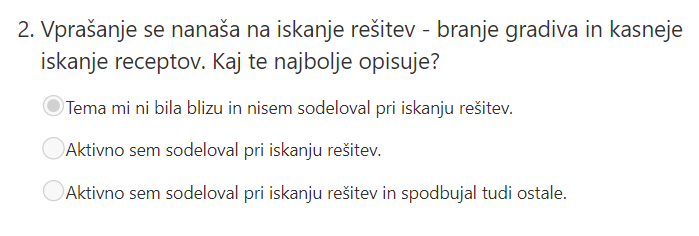 2. Vprašanje se nanaša na iskanje rešitev - branje gradiva in kasneje
iskanje receptov. Kaj te najbolje opisuje?
Tema mi ni bila blizu in nisem sodeloval pri iskanju rešitev.
Aktivno sem sodeloval pri iskanju rešitev.
Aktivno sem sodeloval pri iskanju rešitev in spodbujal tudi ostale.